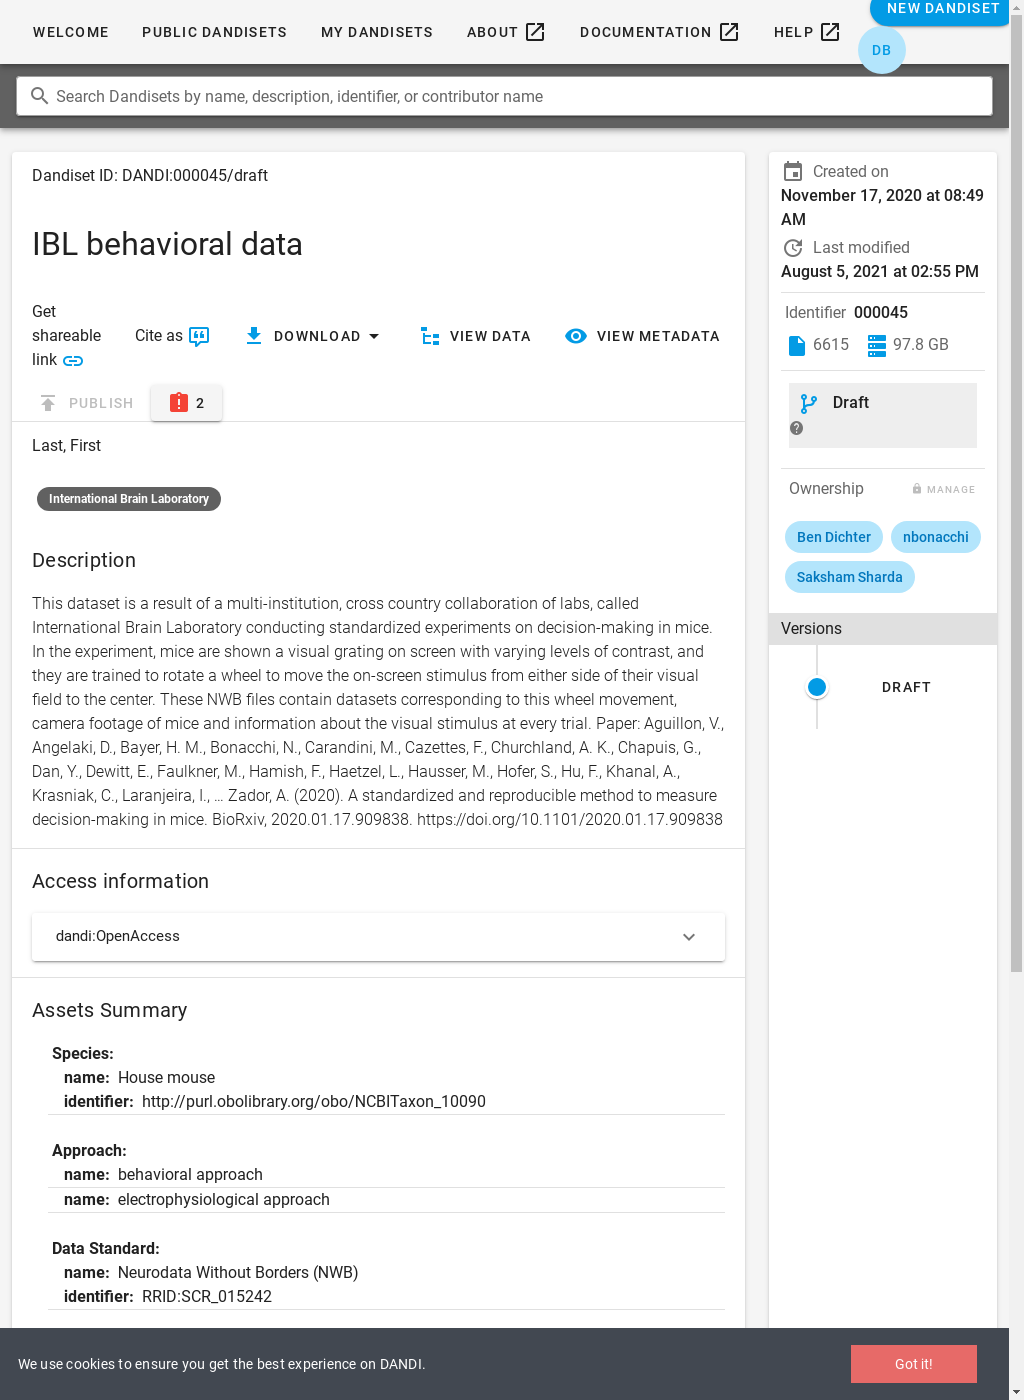 WELCOME PUBLIC DANDISETS MY DANDISETS ABOUT DOCUMENTATION HELP NEW DANDISET
DB
Search Dandisets by name, description, identifier, or contributor name
Dandiset ID: DANDI:000045/draft
IBL behavioral data
Get
shareable
link
Cite as
DOWNLOAD
VIEW DATA
VIEW METADATA
PUBLISH
2
Last, First
International Brain Laboratory
Description
This dataset is a result of a multi-institution, cross country collaboration of labs, called
International Brain Laboratory conducting standardized experiments on decision-making in mice.
In the experiment, mice are shown a visual grating on screen with varying levels of contrast, and
they are trained to rotate a wheel to move the on-screen stimulus from either side of their visual
field to the center. These NWB files contain datasets corresponding to this wheel movement,
camera footage of mice and information about the visual stimulus at every trial. Paper: Aguillon, V.,
Angelaki, D., Bayer, H. M., Bonacchi, N., Carandini, M., Cazettes, F., Churchland, A. K., Chapuis, G.,
Dan, Y., Dewitt, E., Faulkner, M., Hamish, F., Haetzel, L., Hausser, M., Hofer, S., Hu, F., Khanal, A.,
Krasniak, C., Laranjeira, I., … Zador, A. (2020). A standardized and reproducible method to measure
decision-making in mice. BioRxiv, 2020.01.17.909838. https://doi.org/10.1101/2020.01.17.909838
Access information
dandi:OpenAccess
Assets Summary
Species:
name: House mouse
identifier: http://purl.obolibrary.org/obo/NCBITaxon_10090
Approach:
name: behavioral approach
name: electrophysiological approach
Data Standard:
name: Neurodata Without Borders (NWB)
identifier: RRID:SCR_015242
Created on
November 17, 2020 at 08:49
AM
Last modified
August 5, 2021 at 02:55 PM
Identifier 000045
6615 97.8 GB
Draft
?
Ownership MANAGE
Ben Dichter nbonacchi
Saksham Sharda
Versions
DRAFT
We use cookies to ensure you get the best experience on DANDI.
Got it!